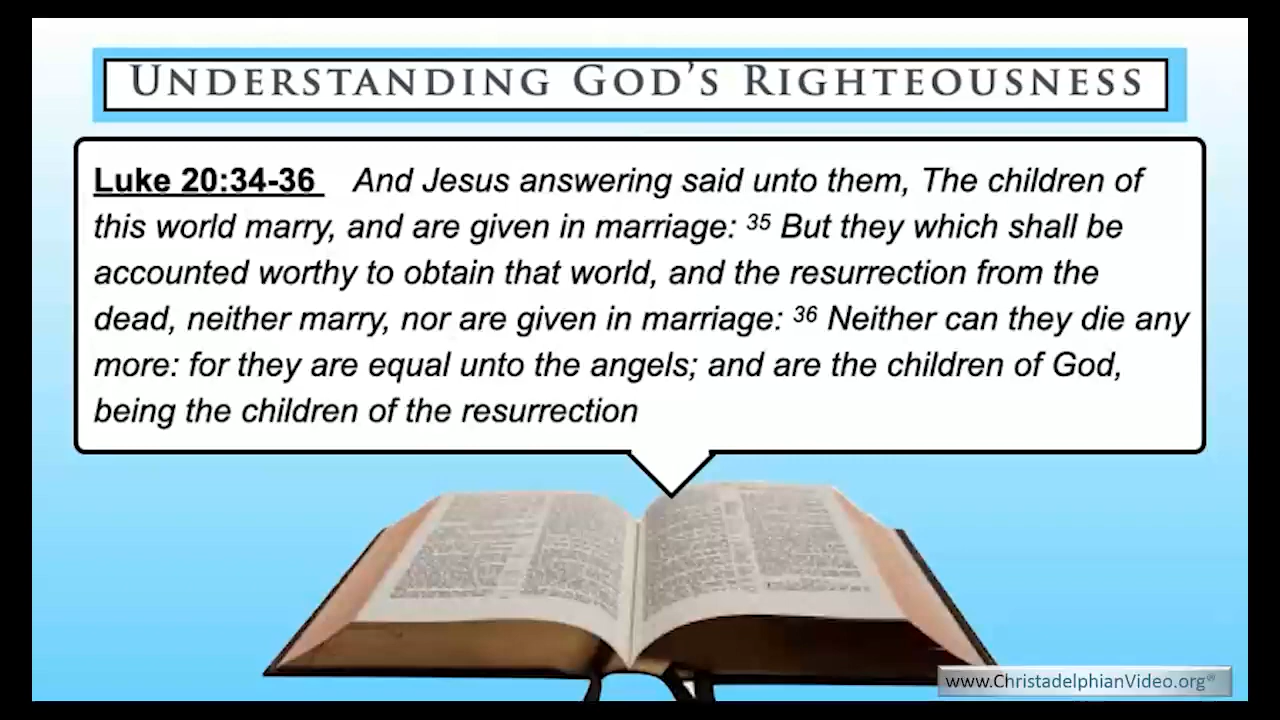 UNDERSTANDING GOD'S RIGHTEOUSNESS
Luke 20:34-36 And Jesus answering said unto them, The children of
this world marry, and are given in marriage: 35 But they which shall be
accounted worthy to obtain that world, and the resurrection from the
dead, neither marry, nor are given in marriage: 36 Neither can they die any
more: for they are equal unto the angels; and are the children of God,
being the children of the resurrection
www.ChristadelphianVideo.org®